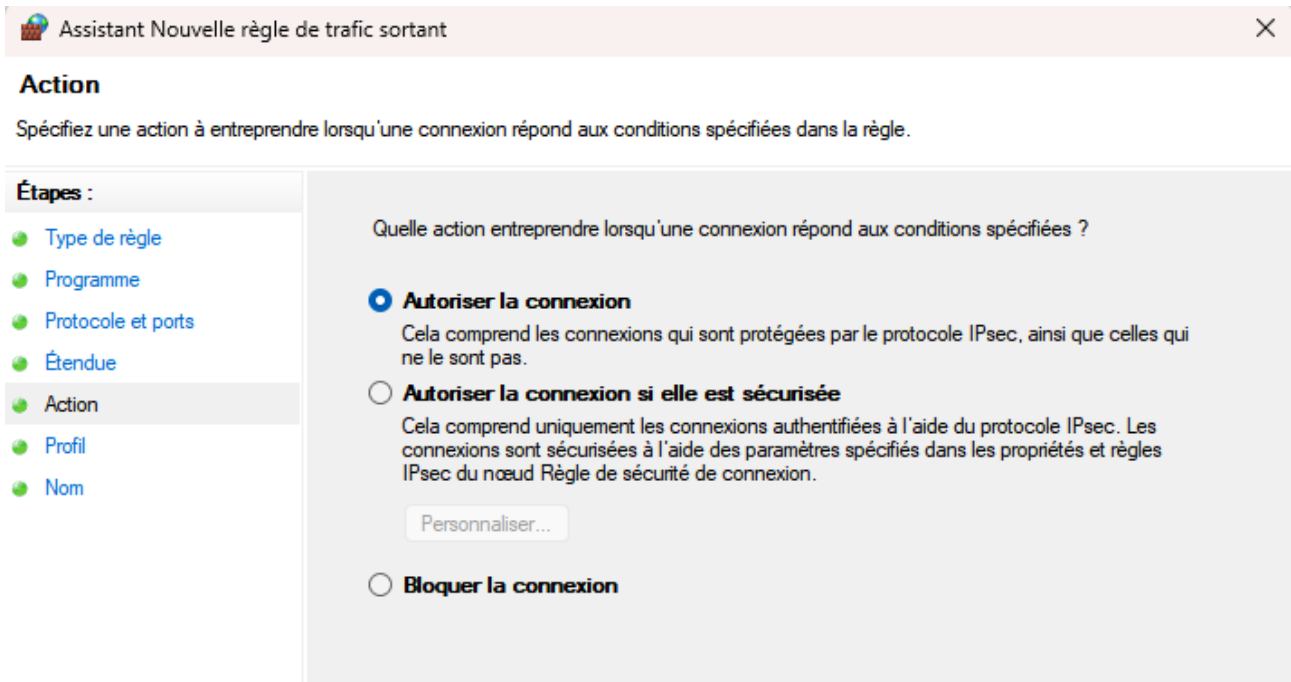 Assistant Nouvelle règle de trafic sortant
Action
Spécifiez une action à entreprendre lorsqu'une connexion répond aux conditions spécifiées dans la règle.
Étapes :
Type de règle
Programme
Protocole et ports
Étendue
Action
Profil
Nom
Quelle action entreprendre lorsqu'une connexion répond aux conditions spécifiées ?
Autoriser la connexion
Cela comprend les connexions qui sont protégées par le protocole IPsec, ainsi que celles qui
ne le sont pas.
Autoriser la connexion si elle est sécurisée
Cela comprend uniquement les connexions authentifiées à l'aide du protocole IPsec. Les
connexions sont sécurisées à l'aide des paramètres spécifiés dans les propriétés et règles
IPsec du nœud Règle de sécurité de connexion.
Personnaliser...
Bloquer la connexion